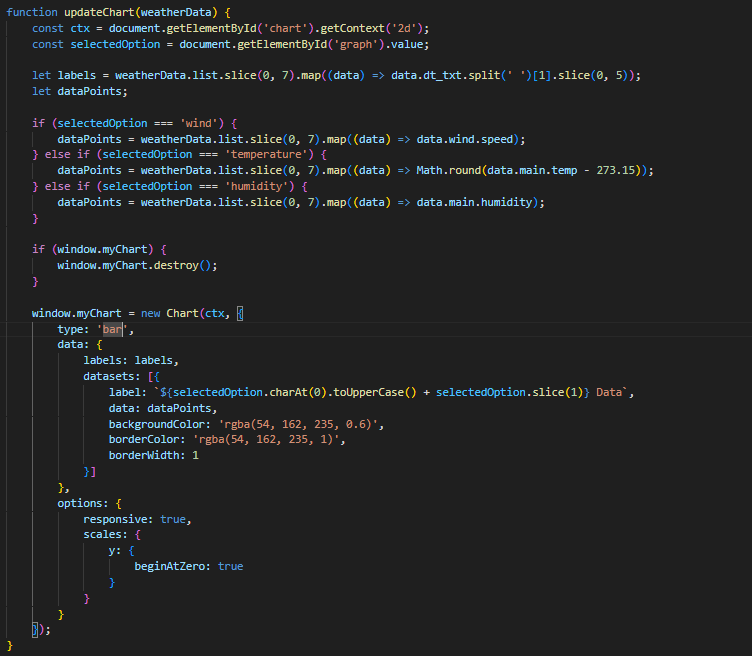 function updateChart(weatherData) {
    const ctx = document.getElementById('chart').getContext('2d');
    const selectedOption = document.getElementById('graph').value;

    let labels = weatherData.list.slice(0, 7).map((data) => data.dt_txt.split(' ')[1].slice(0, 5));
    let dataPoints;

    if (selectedOption === 'wind') {
        dataPoints = weatherData.list.slice(0, 7).map((data) => data.wind.speed);
    } else if (selectedOption === 'temperature') {
        dataPoints = weatherData.list.slice(0, 7).map((data) => Math.round(data.main.temp - 273.15));
    } else if (selectedOption === 'humidity') {
        dataPoints = weatherData.list.slice(0, 7).map((data) => data.main.humidity);
    }

    if (window.myChart) {
        window.myChart.destroy();
    }

    window.myChart = new Chart(ctx, {
        type: 'bar',
        data: {
            labels: labels,
            datasets: [{
                label: `${selectedOption.charAt(0).toUpperCase() + selectedOption.slice(1)} Data`,
                data: dataPoints,
                backgroundColor: 'rgba(54, 162, 235, 0.6)',
                borderColor: 'rgba(54, 162, 235, 1)',
                borderWidth: 1
            }]
        },
        options: {
            responsive: true,
            scales: {
                y: {
                    beginAtZero: true
                }
            }
        }
    });
}